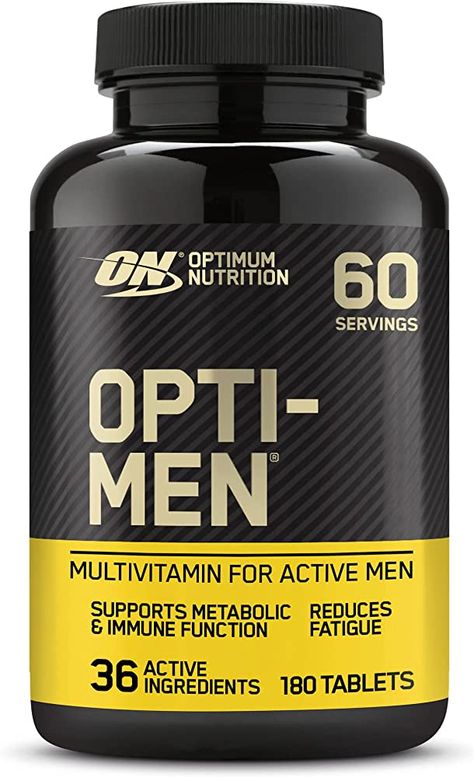 ON® OPTIMUM
NUTRITION
60
SERVINGS
OPTI-
MEN®
MULTIVITAMIN FOR ACTIVE MEN
SUPPORTS METABOLIC
& IMMUNE FUNCTION
REDUCES
FATIGUE
36 ACTIVE
INGREDIENTS
180 TABLETS